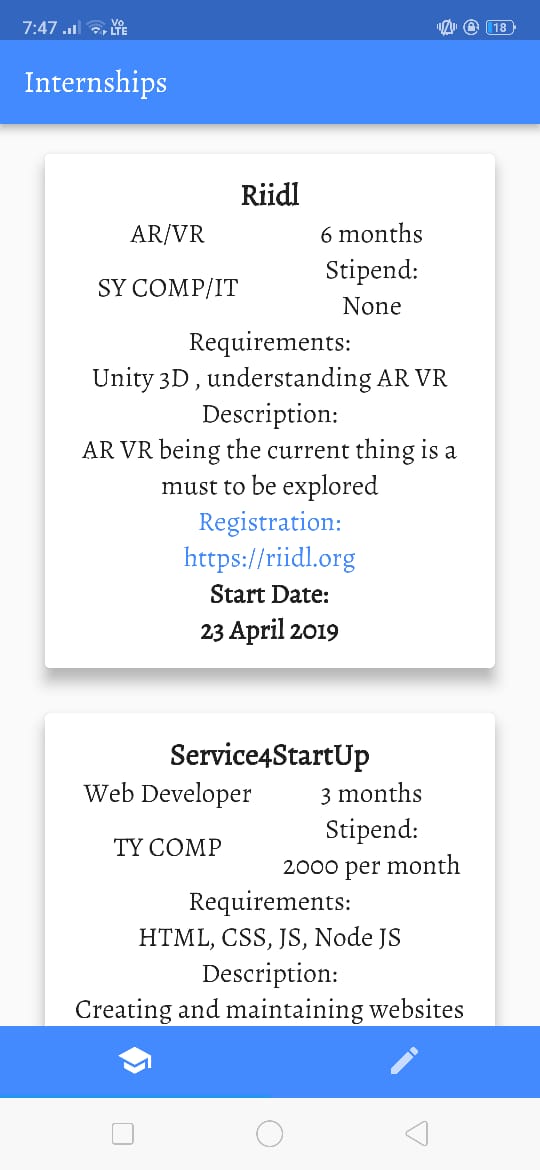 7:47 Vo LTE 18
Internships
Riidl
AR/VR 6 months
SY COMP/IT Stipend:
None
Requirements:
Unity 3D , understanding AR VR
Description:
AR VR being the current thing is a
must to be explored
Registration:
https://riidl.org
Start Date:
23 April 2019
Service4StartUp
Web Developer 3 months
TY COMP Stipend:
2000 per month
Requirements:
HTML, CSS, JS, Node JS
Description:
Creating and maintaining websites